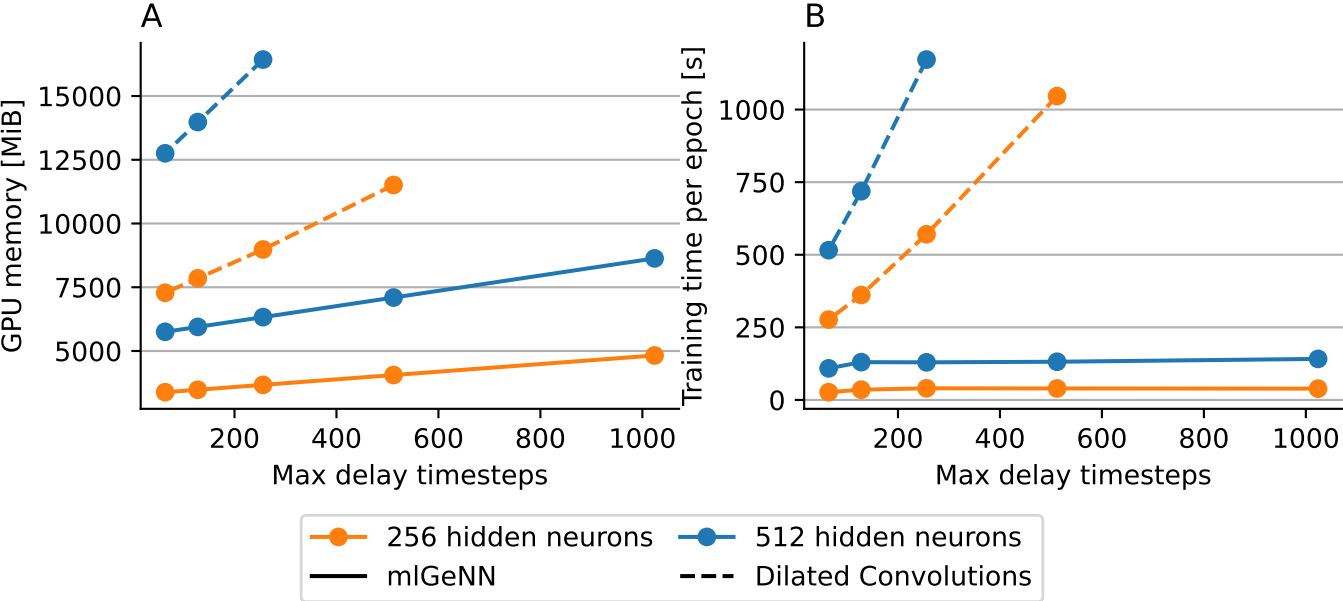 A
GPU memory [MiB]
15000
12500
10000
7500
5000
200 400 600 800 1000
Max delay timesteps
B
Training time per epoch [s]
1000
750
500
250
0
200 400 600 800 1000
Max delay timesteps
256 hidden neurons 512 hidden neurons
mlGeNN Dilated Convolutions